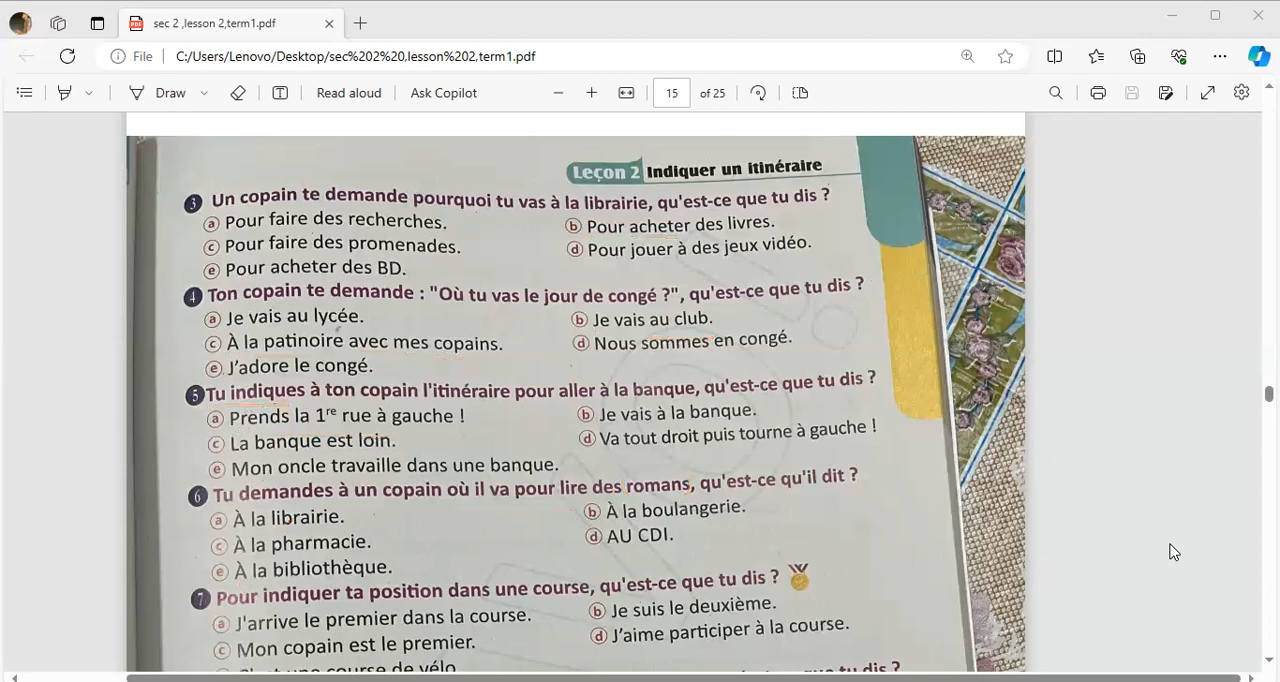 sec 2 ,lesson 2,term1.pdf
File C:/Users/Lenovo/Desktop/sec%202%20,lesson%202,term1.pdf
Draw Read aloud Ask Copilot 15 of 25
Leçon 2 Indiquer un itinéraire
3 Un copain te demande pourquoi tu vas à la librairie, qu'est-ce que tu dis ?
a Pour faire des recherches. b Pour acheter des livres.
c Pour faire des promenades. d Pour jouer à des jeux vidéo.
e Pour acheter des BD.
4 Ton copain te demande : "Où tu vas le jour de congé ?", qu'est-ce que tu dis ?
a Je vais au lycée. b Je vais au club.
c À la patinoire avec mes copains. d Nous sommes en congé.
e J'adore le congé.
5 Tu indiques à ton copain l'itinéraire pour aller à la banque, qu'est-ce que tu dis ?
a Prends la 1re rue à gauche ! b Je vais à la banque.
c La banque est loin. d Va tout droit puis tourne à gauche !
e Mon oncle travaille dans une banque.
6 Tu demandes à un copain où il va pour lire des romans, qu'est-ce qu'il dit ?
a À la librairie. b À la boulangerie.
c À la pharmacie. d AU CDI.
e À la bibliothèque.
7 Pour indiquer ta position dans une course, qu'est-ce que tu dis ?
a J'arrive le premier dans la course. b Je suis le deuxième.
c Mon copain est le premier. d J'aime participer à la course.
une course de vélo
que tu dis ?